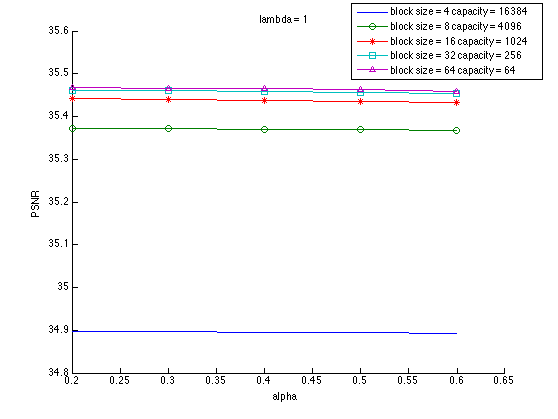 lambda = 1
block size = 4 capacity = 16384
block size = 8 capacity = 4096
block size = 16 capacity = 1024
block size = 32 capacity = 256
block size = 64 capacity = 64
35.6
35.5
35.4
35.3
35.2
35.1
35
34.9
34.8
PSNR
0.2 0.25 0.3 0.35 0.4 0.45 0.5 0.55 0.6 0.65
alpha